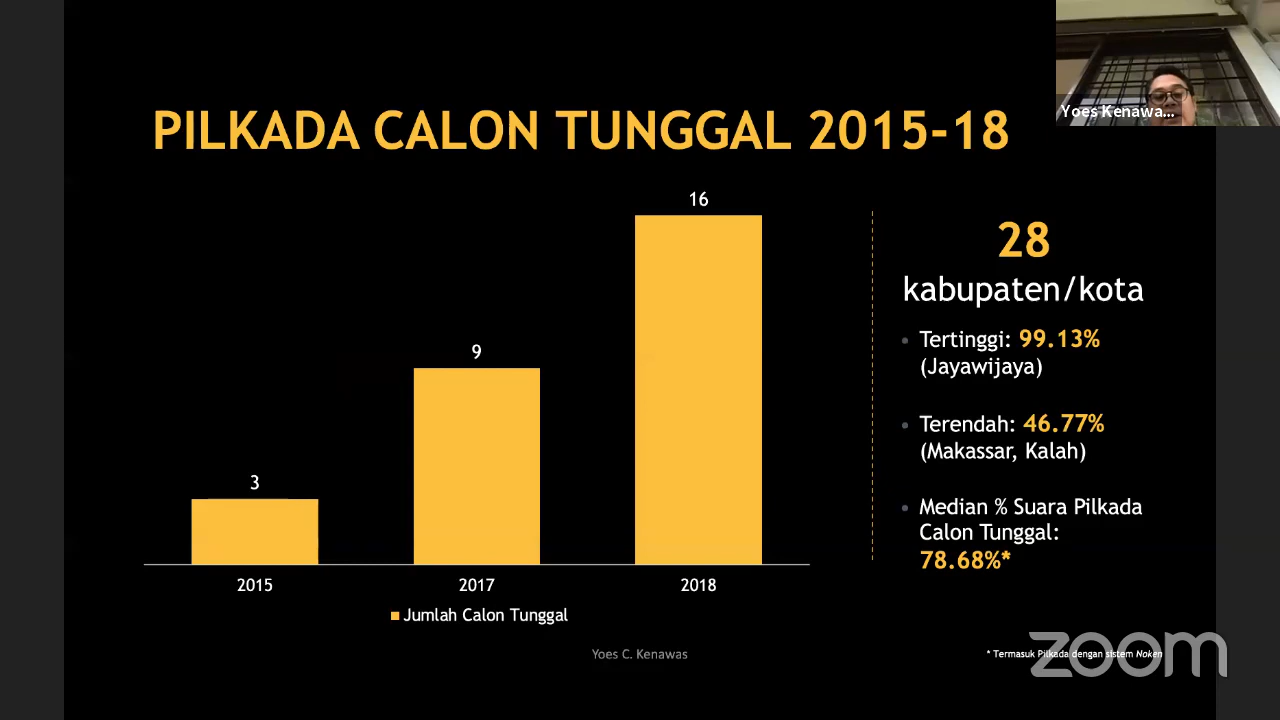 PILKADA CALON TUNGGAL 2015-18
Yoes Kenawa...
16
9
3
2015
2017
2018
Jumlah Calon Tunggal
28
kabupaten/kota
Tertinggi: 99.13%
(Jayawijaya)
Terendah: 46.77%
(Makassar, Kalah)
Median % Suara Pilkada
Calon Tunggal:
78.68%*
Yoes C. Kenawas
* Termasuk Pilkada dengan sistem Noken
zoom